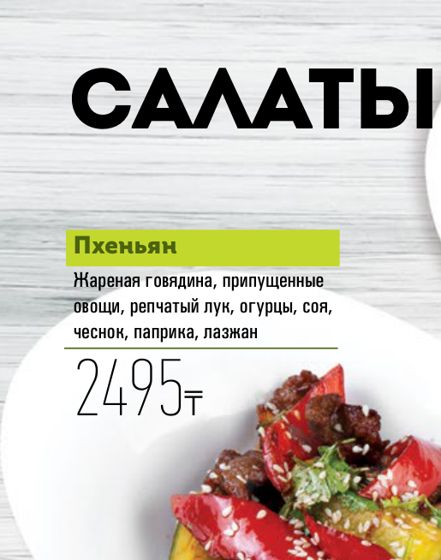 САЛАТЫ
Пхеньян
Жареная говядина, припущенные
овощи, репчатый лук, огурцы, соя,
чеснок, паприка, лазжан
2495₸